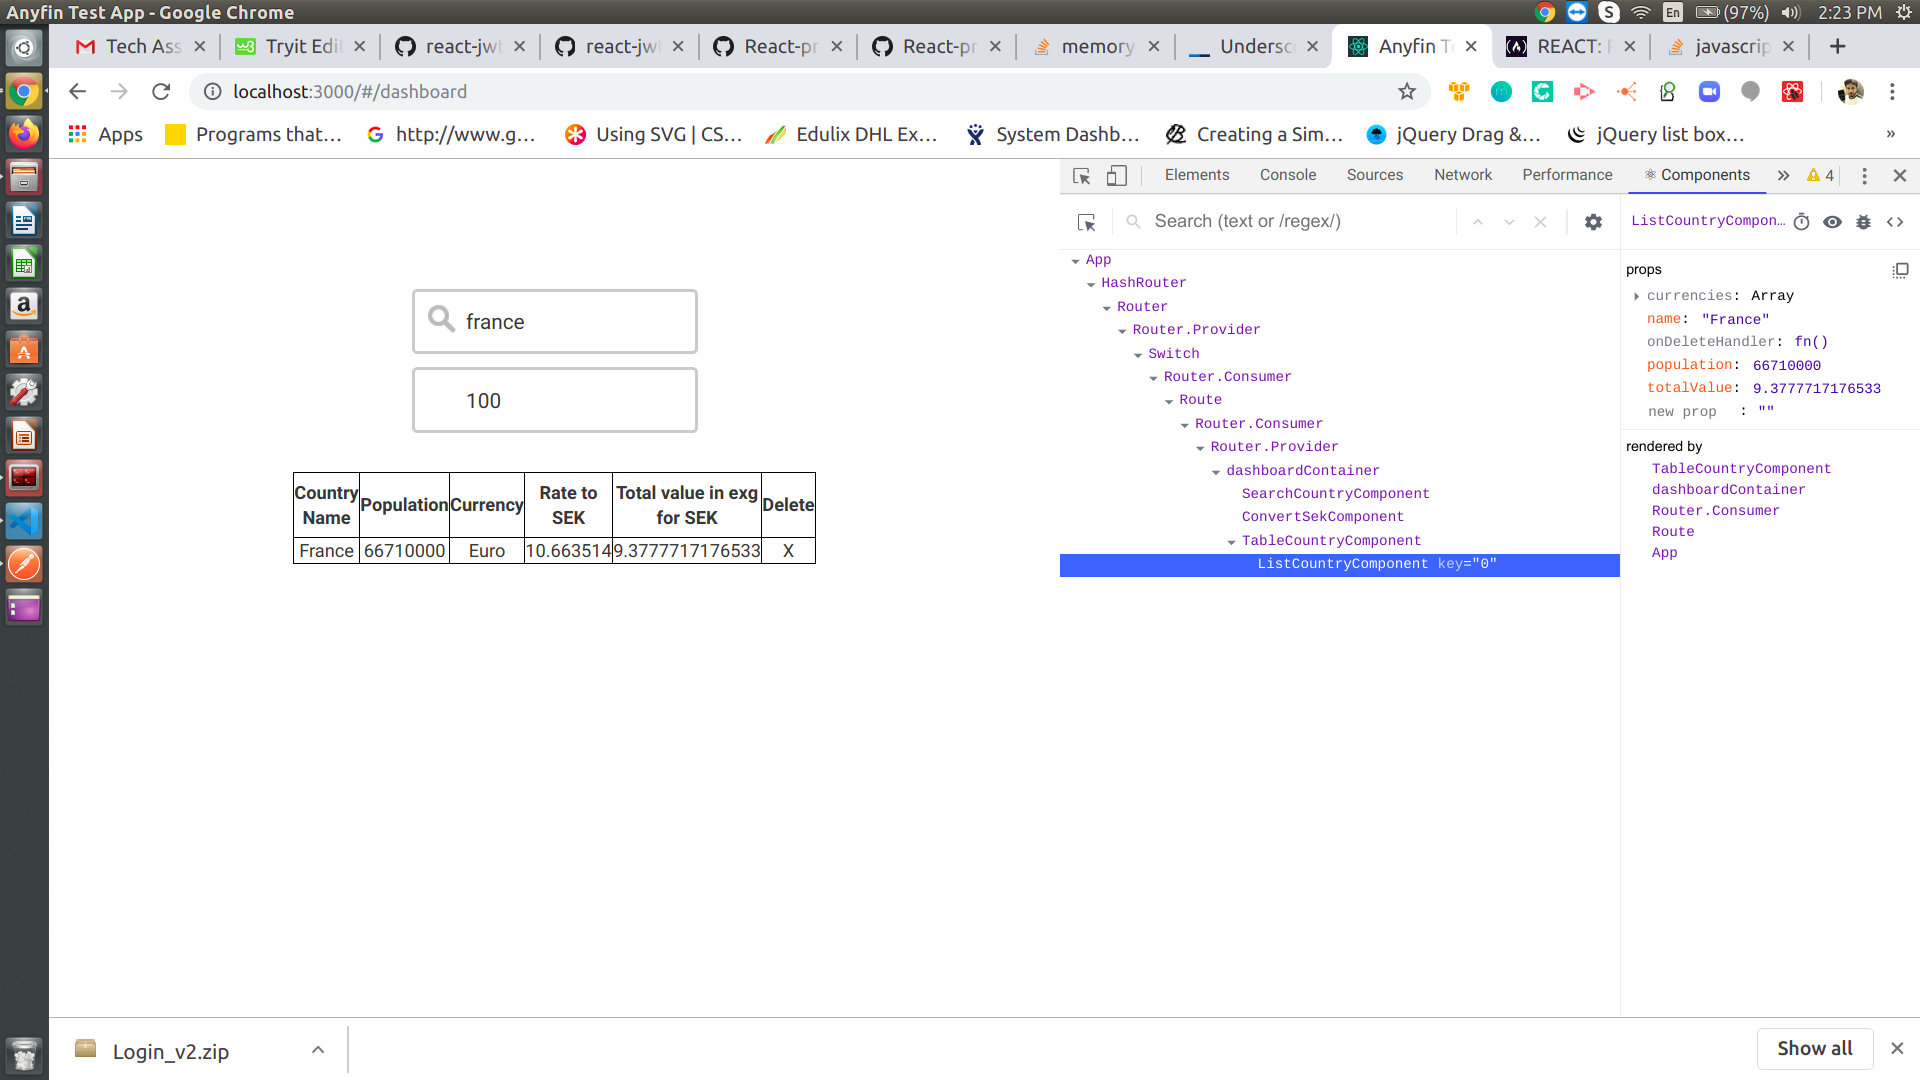 Anyfin Test App - Google Chrome
En (97%) 2:23 PM
Tech Ass
Tryit Edi
react-jwt
react-jwt
React-pr
React-pr
memory
Undersc
Anyfin Te
REACT:
javascrip
localhost:3000/#/dashboard
Apps
Programs that...
http://www.g...
Using SVG | CS...
Edulix DHL Ex...
System Dashb...
Creating a Sim...
jQuery Drag &...
jQuery list box...
»
Elements Console Sources Network Performance Components » 4
Search (text or /regex/)
ListCountryCompon...
App
HashRouter
Router
Router.Provider
Switch
Router.Consumer
Route
Router.Consumer
Router.Provider
dashboardContainer
SearchCountryComponent
ConvertSekComponent
TableCountryComponent
ListCountryComponent key="0"
props
currencies: Array
name: "France"
onDeleteHandler: fn()
population: 66710000
totalValue: 9.3777717176533
new prop : ""
rendered by
TableCountryComponent
dashboardContainer
Router.Consumer
Route
App
france
100
Country Name Population Currency Rate to SEK Total value in exg for SEK Delete
France 66710000 Euro 10.663514 9.3777717176533 X
Login_v2.zip
Show all